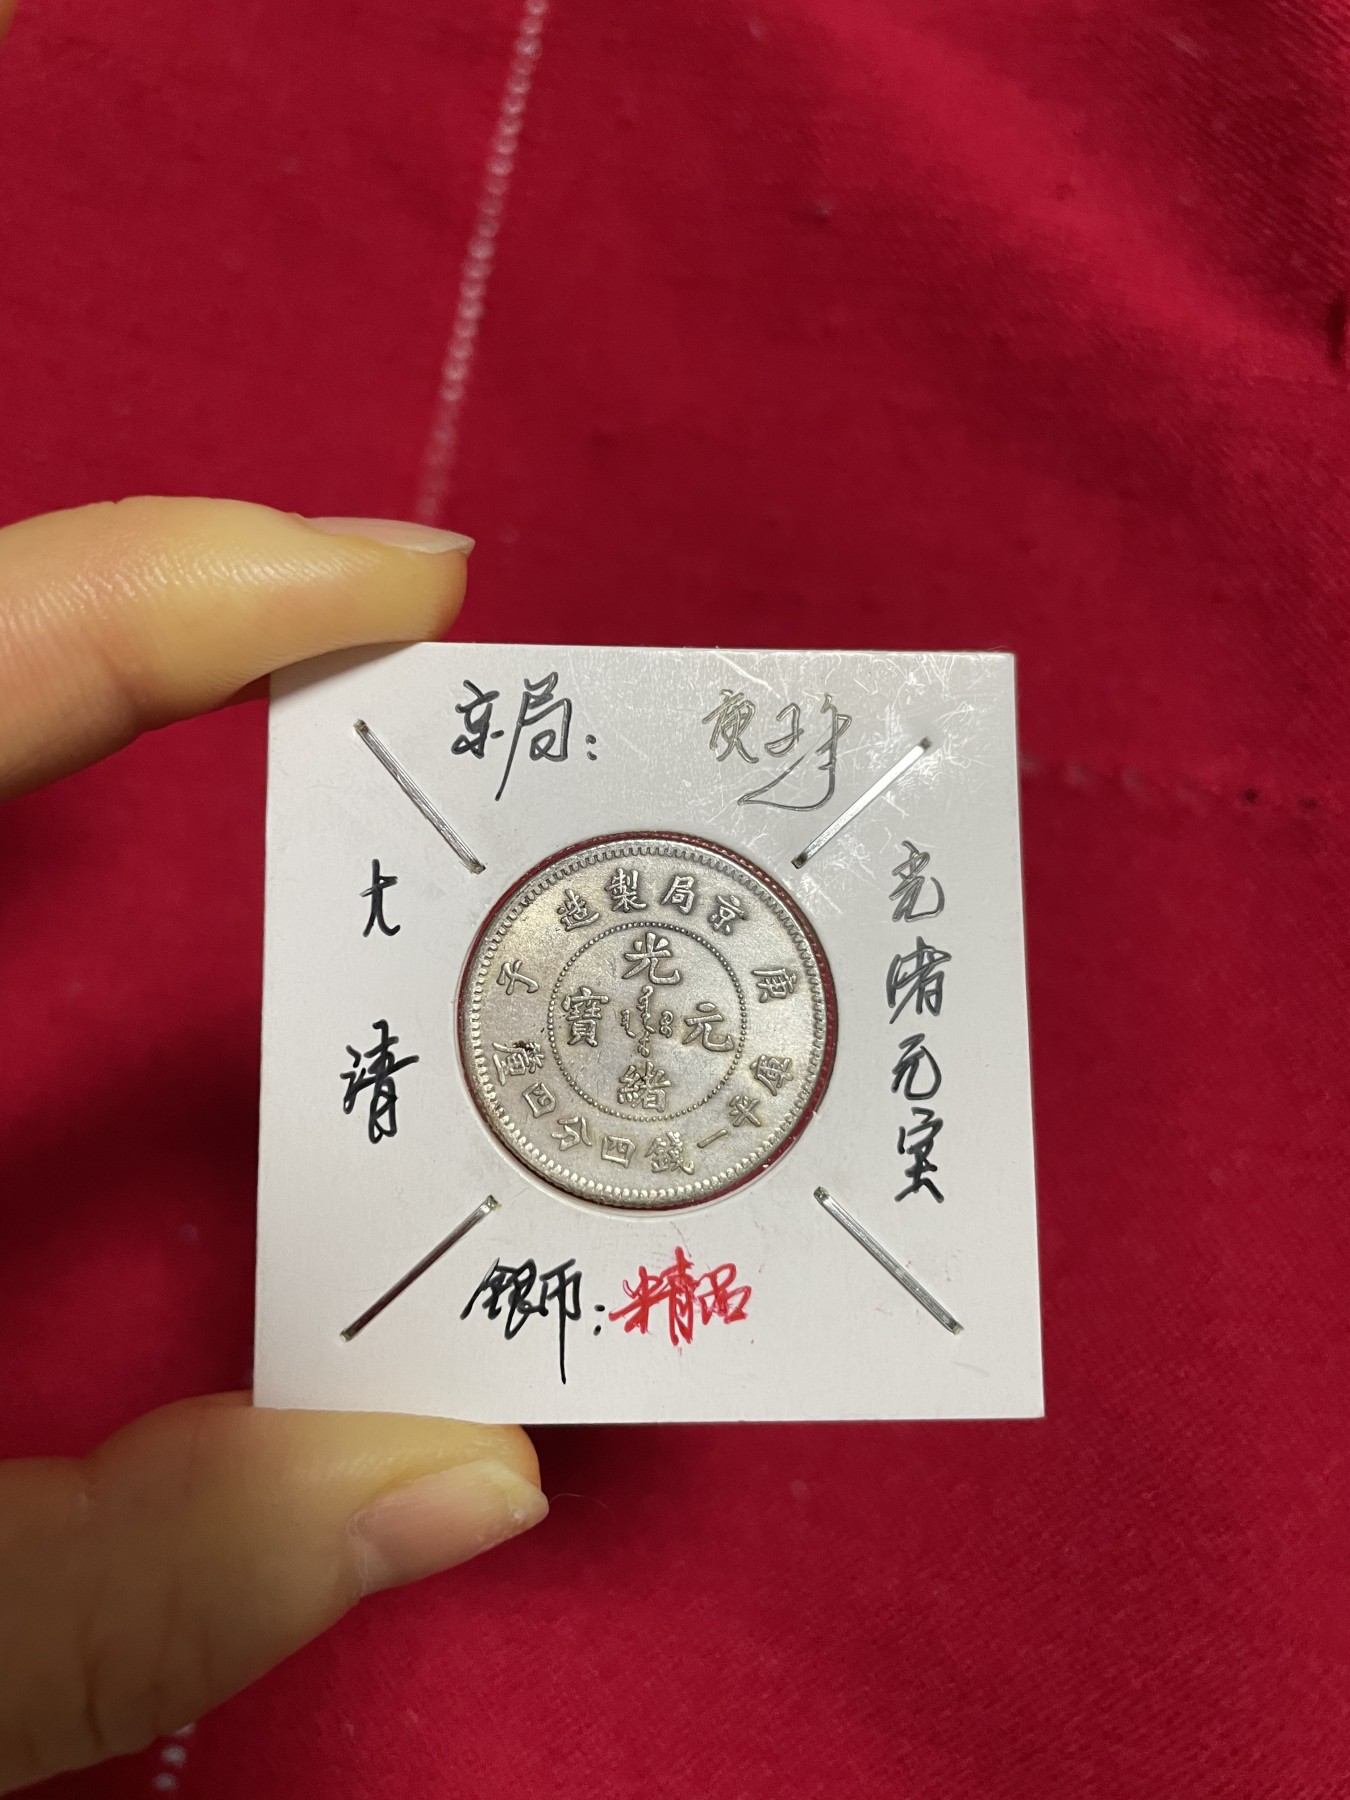 京局：
庚子年
大清
光绪元宝
京局製造
庚子
光緒元寶
庫平一錢四分四釐
银币：精品